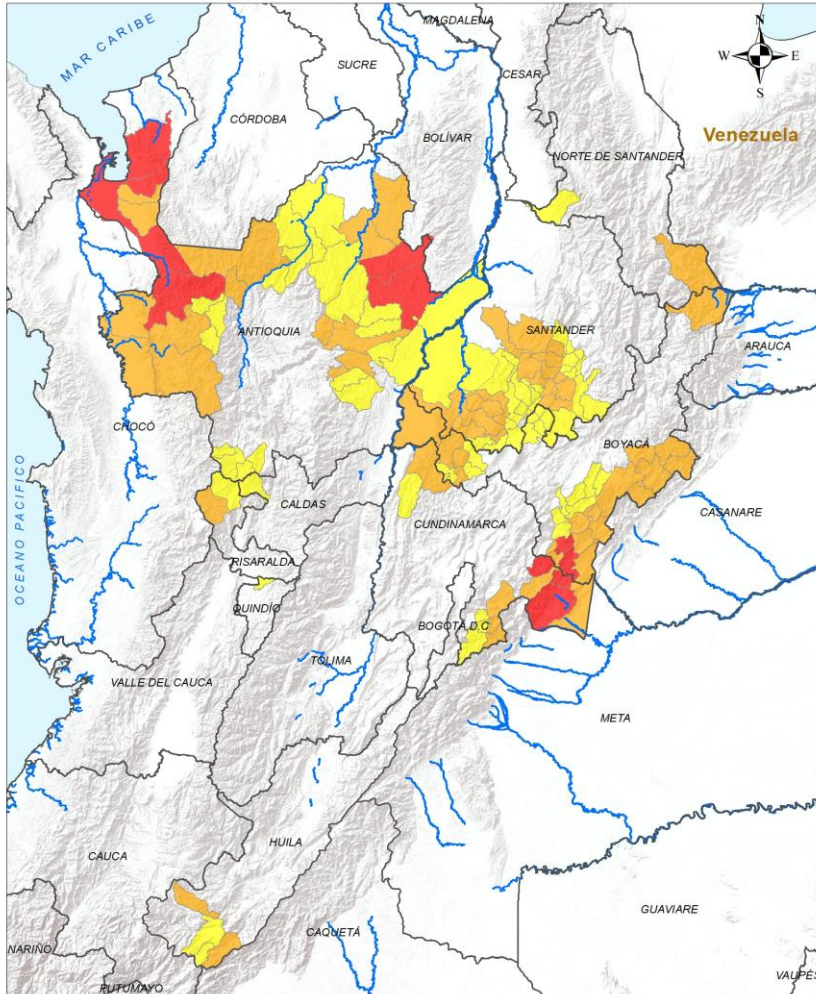 MAGDALENA
MAR CARIBE
N
W E
S
SUCRE
CESAR
CÓRDOBA
BOLÍVAR
Venezuela
NORTE DE SANTANDER
ANTIOQUIA
SANTANDER
ARAUCA
CHOCÓ
BOYACÁ
OCEANO PACIFICO
CALDAS
CUNDINAMARCA
CASANARE
RISARALDA
QUINDÍO
BOGOTÁ D.C
TOLIMA
VALLE DEL CAUCA
META
HUILA
CAUCA
GUAVIARE
CAQUETÁ
NARIÑO
PUTUMAYO
VAUPÉS